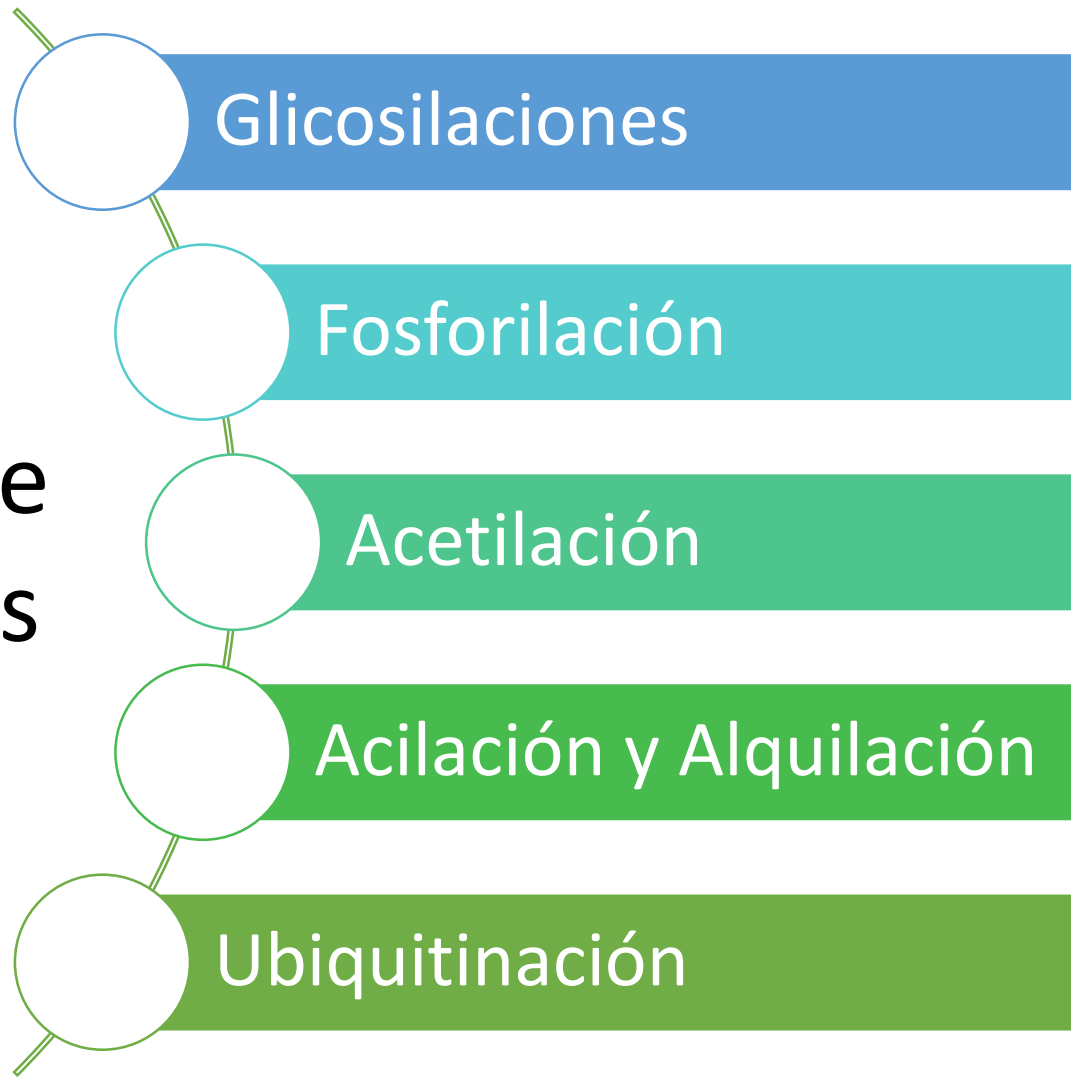 Glicosilaciones
Fosforilación
e
Acetilación
s
Acilación y Alquilación
Ubiquitinación